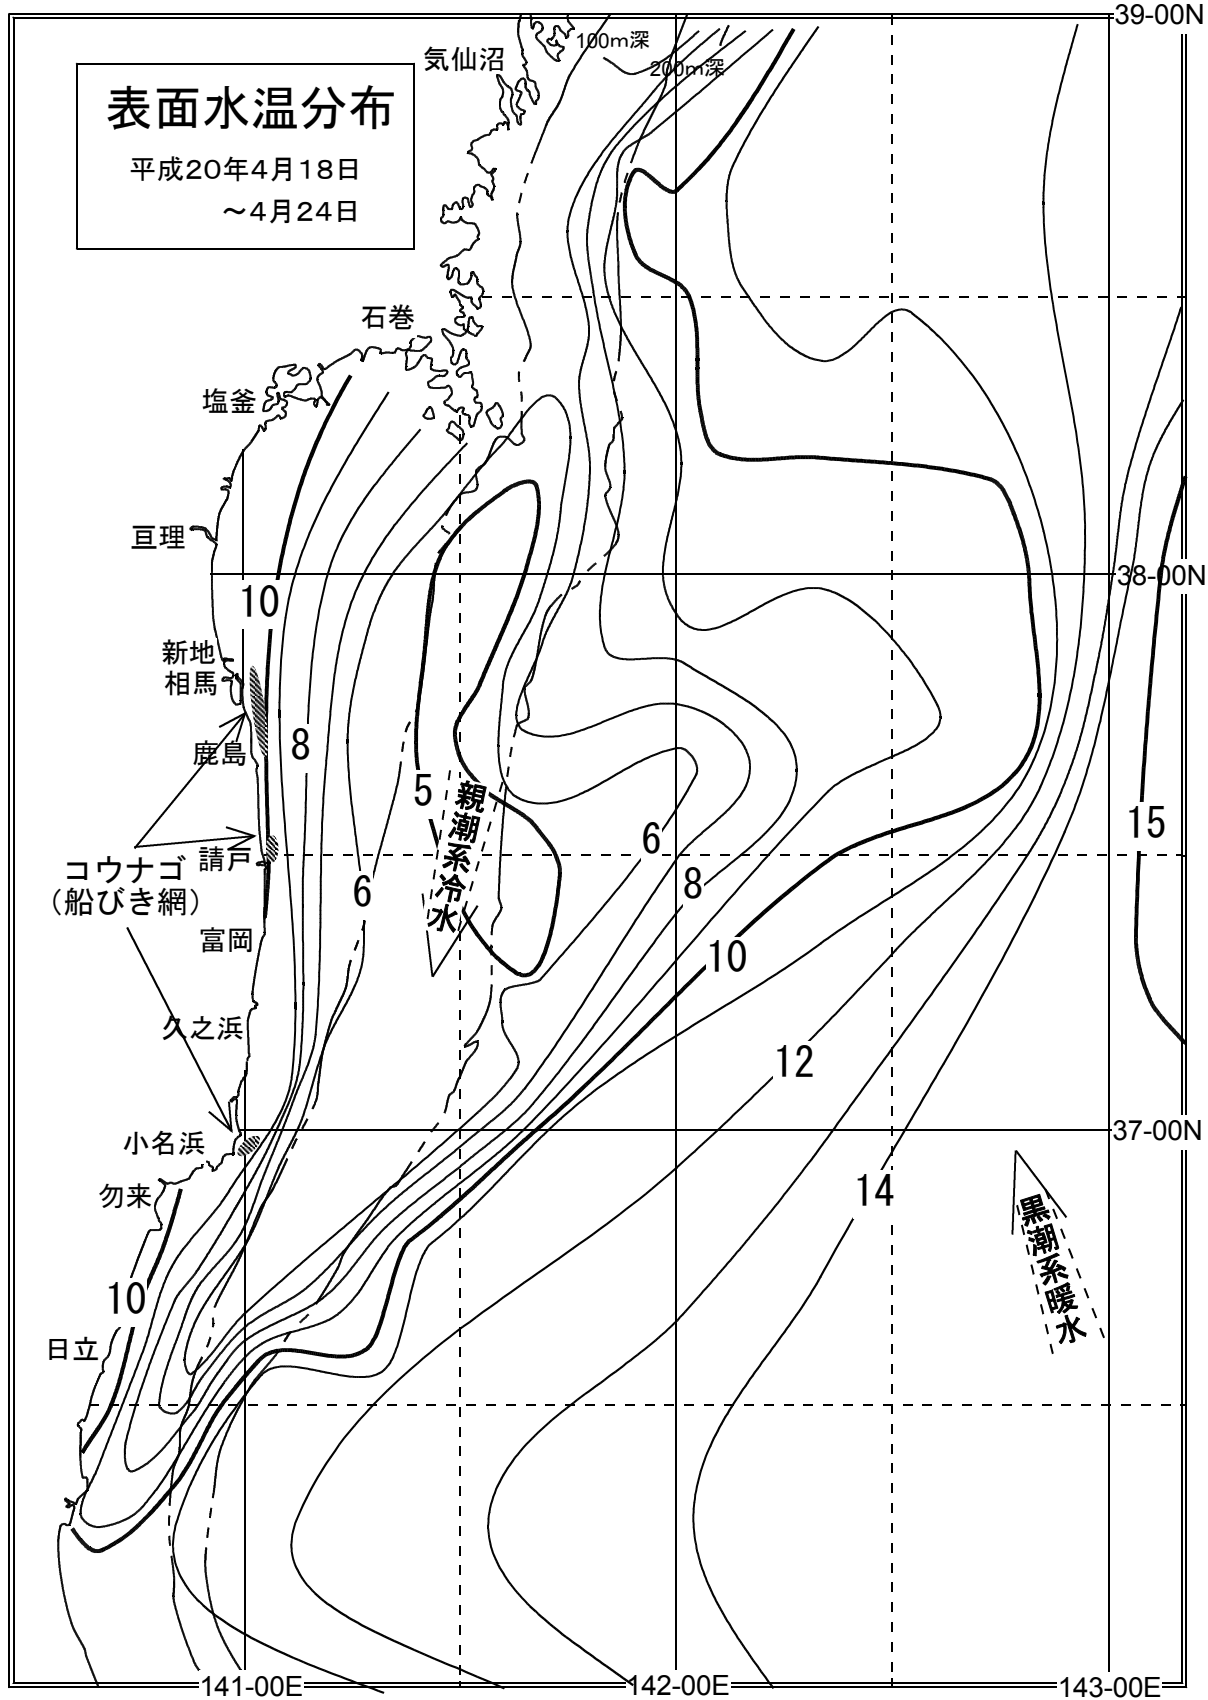 39-00N
100m深
200m深
気仙沼
表面水温分布
平成20年4月18日
～4月24日
石巻
塩釜
亘理
38-00N
10
新地
相馬
鹿島
8
5
親潮系冷水
15
6
コウナゴ
（船びき網）
請戸
6
8
富岡
10
久之浜
12
小名浜
37-00N
勿来
14
黒潮系暖水
10
日立
141-00E
142-00E
143-00E